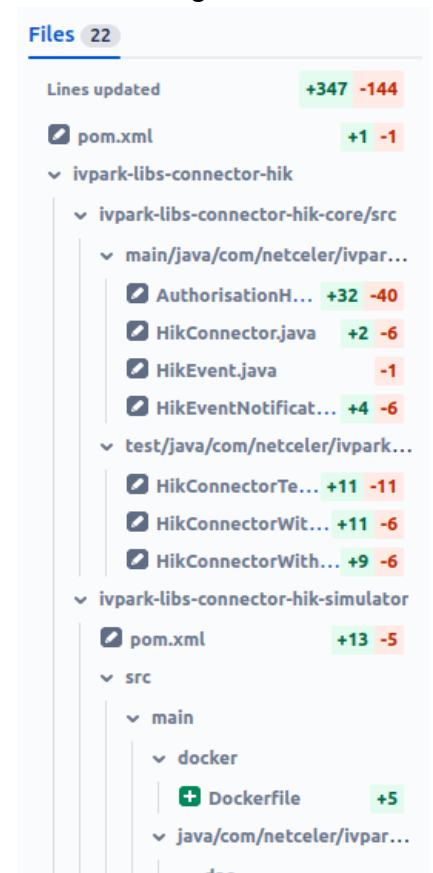 Files 22
Lines updated +347 -144
pom.xml +1 -1
ivpark-libs-connector-hik
ivpark-libs-connector-hik-core/src
main/java/com/netceler/ivpar...
AuthorisationH... +32 -40
HikConnector.java +2 -6
HikEvent.java -1
HikEventNotificat... +4 -6
test/java/com/netceler/ivpark...
HikConnectorTe... +11 -11
HikConnectorWit... +11 -6
HikConnectorWith... +9 -6
ivpark-libs-connector-hik-simulator
pom.xml +13 -5
src
main
docker
Dockerfile +5
java/com/netceler/ivpar...